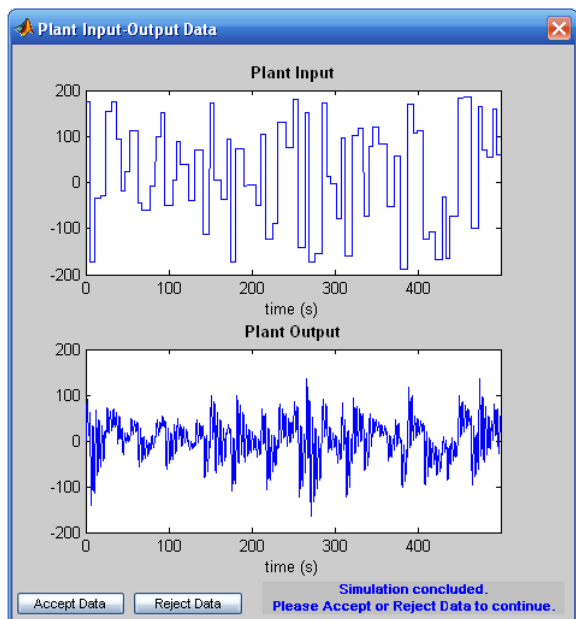 Plant Input-Output Data
Plant Input
200
100
0
-100
-200
0 100 200 300 400
time (s)
Plant Output
200
100
0
-100
-200
0 100 200 300 400
time (s)
Accept Data Reject Data
Simulation concluded.
Please Accept or Reject Data to continue.